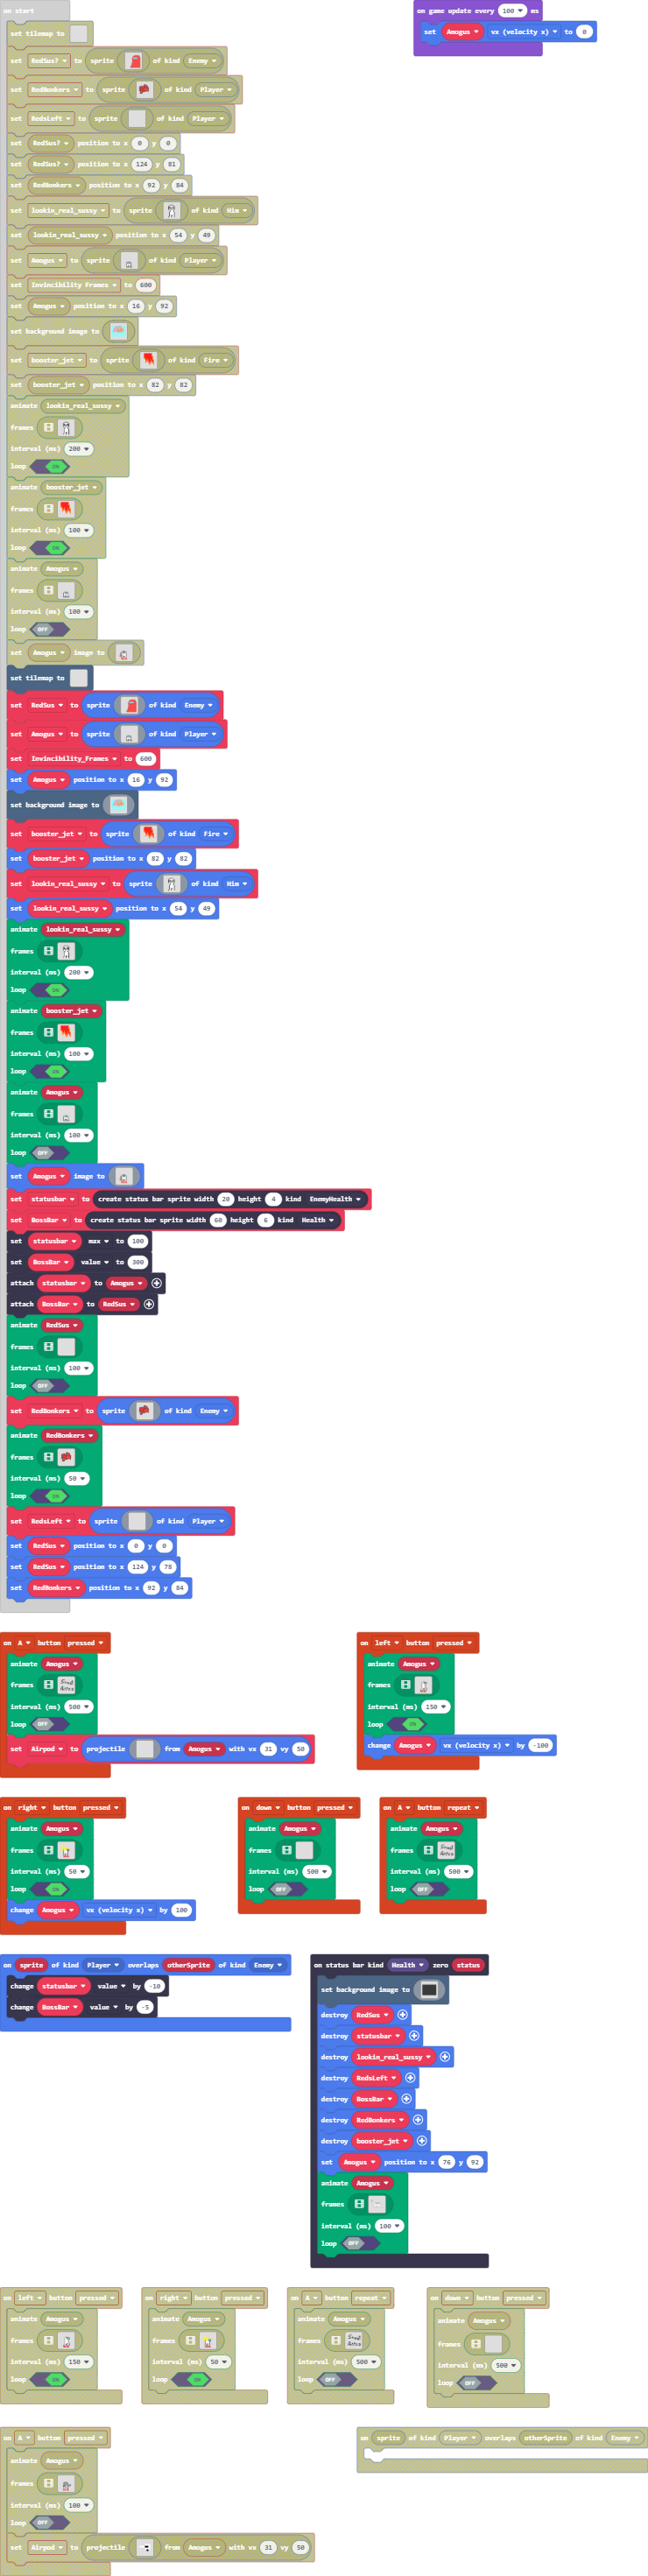 on start
set tilemap to
set RedSus? to sprite of kind Enemy
set RedBonkers to sprite of kind Player
set RedsLeft to sprite of kind Player
set RedSus? position to x 0 y 0
set RedSus? position to x 124 y 81
set RedBonkers position to x 92 y 84
set lookin_real_sussy to sprite of kind Him
set lookin_real_sussy position to x 54 y 49
set Amogus to sprite of kind Player
set Invincibility Frames to 600
set Amogus position to x 16 y 92
set background image to
set booster_jet to sprite of kind Fire
set booster_jet position to x 82 y 82
animate lookin_real_sussy
frames
interval (ms) 200
loop ON
animate booster_jet
frames
interval (ms) 100
loop ON
animate Amogus
frames
interval (ms) 100
loop OFF
set Amogus image to
set tilemap to
set RedSus to sprite of kind Enemy
set Amogus to sprite of kind Player
set Invincibility_Frames to 600
set Amogus position to x 16 y 92
set background image to
set booster_jet to sprite of kind Fire
set booster_jet position to x 82 y 82
set lookin_real_sussy to sprite of kind Him
set lookin_real_sussy position to x 54 y 49
animate lookin_real_sussy
frames
interval (ms) 200
loop ON
animate booster_jet
frames
interval (ms) 100
loop ON
animate Amogus
frames
interval (ms) 100
loop OFF
set Amogus image to
set statusbar to create status bar sprite width 20 height 4 kind EnemyHealth
set BossBar to create status bar sprite width 60 height 6 kind Health
set statusbar max to 100
set BossBar value to 300
attach statusbar to Amogus
attach BossBar to RedSus
animate RedSus
frames
interval (ms) 100
loop OFF
set RedBonkers to sprite of kind Enemy
animate RedBonkers
frames
interval (ms) 50
loop ON
set RedsLeft to sprite of kind Player
set RedSus position to x 0 y 0
set RedSus position to x 124 y 78
set RedBonkers position to x 92 y 84
on game update every 100 ms
set Amogus vx (velocity x) to 0
on A button pressed
animate Amogus
frames
interval (ms) 500
loop OFF
set Airpod to projectile from Amogus with vx 31 vy 50
on left button pressed
animate Amogus
frames
interval (ms) 150
loop ON
change Amogus vx (velocity x) by -100
on right button pressed
animate Amogus
frames
interval (ms) 50
loop ON
change Amogus vx (velocity x) by 100
on down button pressed
animate Amogus
frames
interval (ms) 500
loop OFF
on A button repeat
animate Amogus
frames
interval (ms) 500
loop OFF
on sprite of kind Player overlaps otherSprite of kind Enemy
change statusbar value by -10
change BossBar value by -5
on status bar kind Health zero status
set background image to
destroy RedSus
destroy statusbar
destroy lookin_real_sussy
destroy RedsLeft
destroy BossBar
destroy RedBonkers
destroy booster_jet
set Amogus position to x 76 y 92
animate Amogus
frames
interval (ms) 100
loop OFF
on left button pressed
animate Amogus
frames
interval (ms) 150
loop ON
on right button pressed
animate Amogus
frames
interval (ms) 50
loop ON
on A button repeat
animate Amogus
frames
interval (ms) 500
loop OFF
on down button pressed
animate Amogus
frames
interval (ms) 500
loop OFF
on A button pressed
animate Amogus
frames
interval (ms) 100
loop OFF
set Airpod to projectile from Amogus with vx 31 vy 50
on sprite of kind Player overlaps otherSprite of kind Enemy